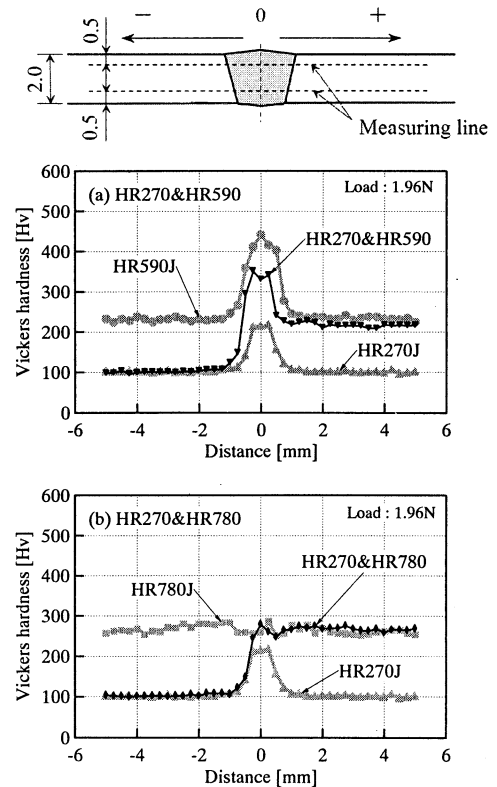 − 0 +
0.5
2.0
0.5
Measuring line
(a) HR270&HR590
Load : 1.96N
HR270&HR590
HR590J
HR270J
Vickers hardness [Hv]
600
500
400
300
200
100
0
-6 -4 -2 0 2 4 6
Distance [mm]
(b) HR270&HR780
Load : 1.96N
HR270&HR780
HR780J
HR270J
Vickers hardness [Hv]
600
500
400
300
200
100
0
-6 -4 -2 0 2 4 6
Distance [mm]